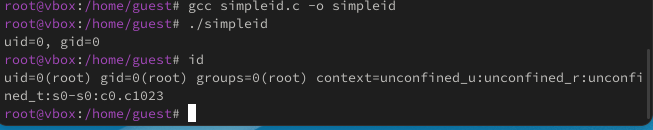 root@vbox:/home/guest# gcc simpleid.c -o simpleid
root@vbox:/home/guest# ./simpleid
uid=0, gid=0
root@vbox:/home/guest# id
uid=0(root) gid=0(root) groups=0(root) context=unconfined_u:unconfined_r:unconfi
ned_t:s0-s0:c0.c1023
root@vbox:/home/guest#